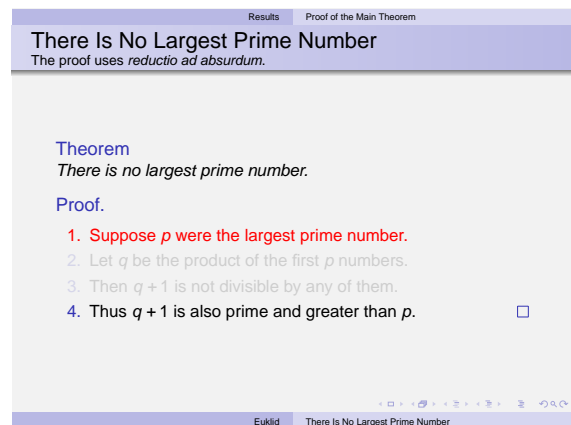 Results Proof of the Main Theorem
There Is No Largest Prime Number
The proof uses reductio ad absurdum.
Theorem
There is no largest prime number.
Proof.
1. Suppose p were the largest prime number.
2. Let q be the product of the first p numbers.
3. Then q + 1 is not divisible by any of them.
4. Thus q + 1 is also prime and greater than p.
Euklid There Is No Largest Prime Number